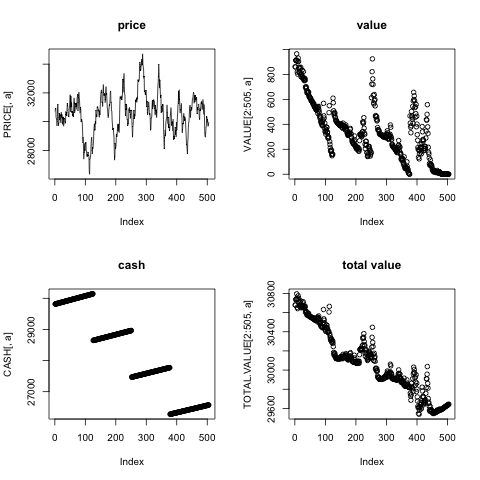 price
PRICE[, a]
28000 32000
0 100 200 300 400 500
Index
value
VALUE[2:505, a]
0 200 400 600 800
0 100 200 300 400 500
Index
cash
CASH[, a]
27000 29000
0 100 200 300 400 500
Index
total value
TOTAL.VALUE[2:505, a]
29600 30000 30400 30800
0 100 200 300 400 500
Index